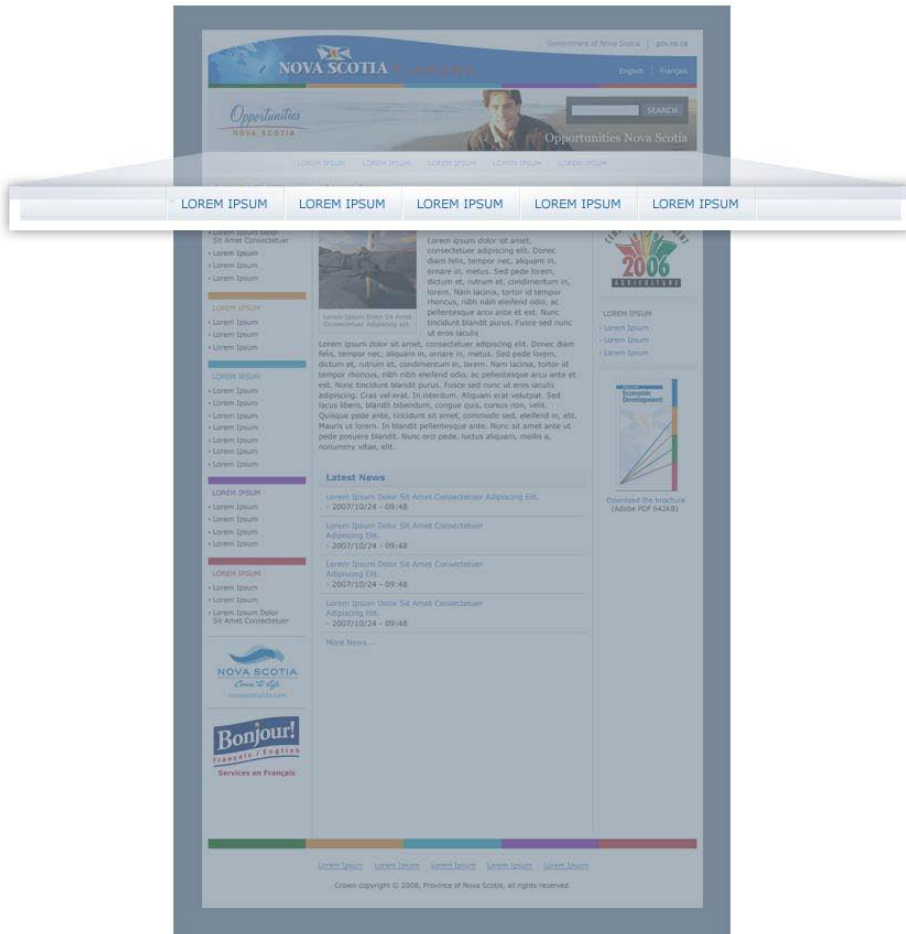 Government of Nova Scotia gov.ns.ca
NOVA SCOTIA
English Français
Opportunities
NOVA SCOTIA
SEARCH
Opportunities Nova Scotia
LOREM IPSUM LOREM IPSUM LOREM IPSUM LOREM IPSUM LOREM IPSUM
LOREM IPSUM LOREM IPSUM LOREM IPSUM LOREM IPSUM LOREM IPSUM
Lorem Ipsum Dolor
Sit Amet Consectetuer
Lorem Ipsum
Lorem Ipsum
Lorem Ipsum
LOREM IPSUM
Lorem Ipsum
Lorem Ipsum
Lorem Ipsum
LOREM IPSUM
Lorem Ipsum
Lorem Ipsum
Lorem Ipsum
Lorem Ipsum
Lorem Ipsum
Lorem Ipsum
Lorem Ipsum
LOREM IPSUM
Lorem Ipsum
Lorem Ipsum
Lorem Ipsum
Lorem Ipsum
LOREM IPSUM
Lorem Ipsum
Lorem Ipsum
Lorem Ipsum Dolor
Sit Amet Consectetuer
NOVA SCOTIA
Come to life
novascotialife.com
Bonjour!
Français / English
Services en Français
Lorem Ipsum Dolor Sit Amet
Consectetuer Adipiscing elit.
Lorem ipsum dolor sit amet,
consectetuer adipiscing elit. Donec
diam felis, tempor nec, aliquam in,
ornare in, metus. Sed pede lorem,
dictum et, rutrum et, condimentum in,
lorem. Nam lacinia, tortor id tempor
rhoncus, nibh nibh eleifend odio, ac
pellentesque arcu ante et est. Nunc
tincidunt blandit purus. Fusce sed nunc
ut eros iaculis
Lorem ipsum dolor sit amet, consectetuer adipiscing elit. Donec diam
felis, tempor nec, aliquam in, ornare in, metus. Sed pede lorem,
dictum et, rutrum et, condimentum in, lorem. Nam lacinia, tortor id
tempor rhoncus, nibh nibh eleifend odio, ac pellentesque arcu ante et
est. Nunc tincidunt blandit purus. Fusce sed nunc ut eros iaculis
adipiscing. Cras vel erat. In interdum. Aliquam erat volutpat. Sed
lacus libero, blandit bibendum, congue quis, cursus non, velit.
Quisque pede ante, tincidunt sit amet, commodo sed, eleifend in, elit.
Mauris ut lorem. In blandit pellentesque ante. Nunc sit amet ante ut
pede posuere blandit. Nunc orci pede, luctus aliquam, mollis a,
nonummy vitae, elit.
Latest News
Lorem Ipsum Dolor Sit Amet Consectetuer Adipiscing Elit.
- 2007/10/24 - 09:48
Lorem Ipsum Dolor Sit Amet Consectetuer
Adipiscing Elit.
- 2007/10/24 - 09:48
Lorem Ipsum Dolor Sit Amet Consectetuer
Adipiscing Elit.
- 2007/10/24 - 09:48
Lorem Ipsum Dolor Sit Amet Consectetuer
Adipiscing Elit.
- 2007/10/24 - 09:48
More News...
2006
AGRICULTURE
LOREM IPSUM
Lorem Ipsum
Lorem Ipsum
Lorem Ipsum
Economic
Development
Download the brochure
(Adobe PDF 642kB)
Lorem Ipsum Lorem Ipsum Lorem Ipsum Lorem Ipsum Lorem Ipsum
Crown copyright © 2008, Province of Nova Scotia, all rights reserved.